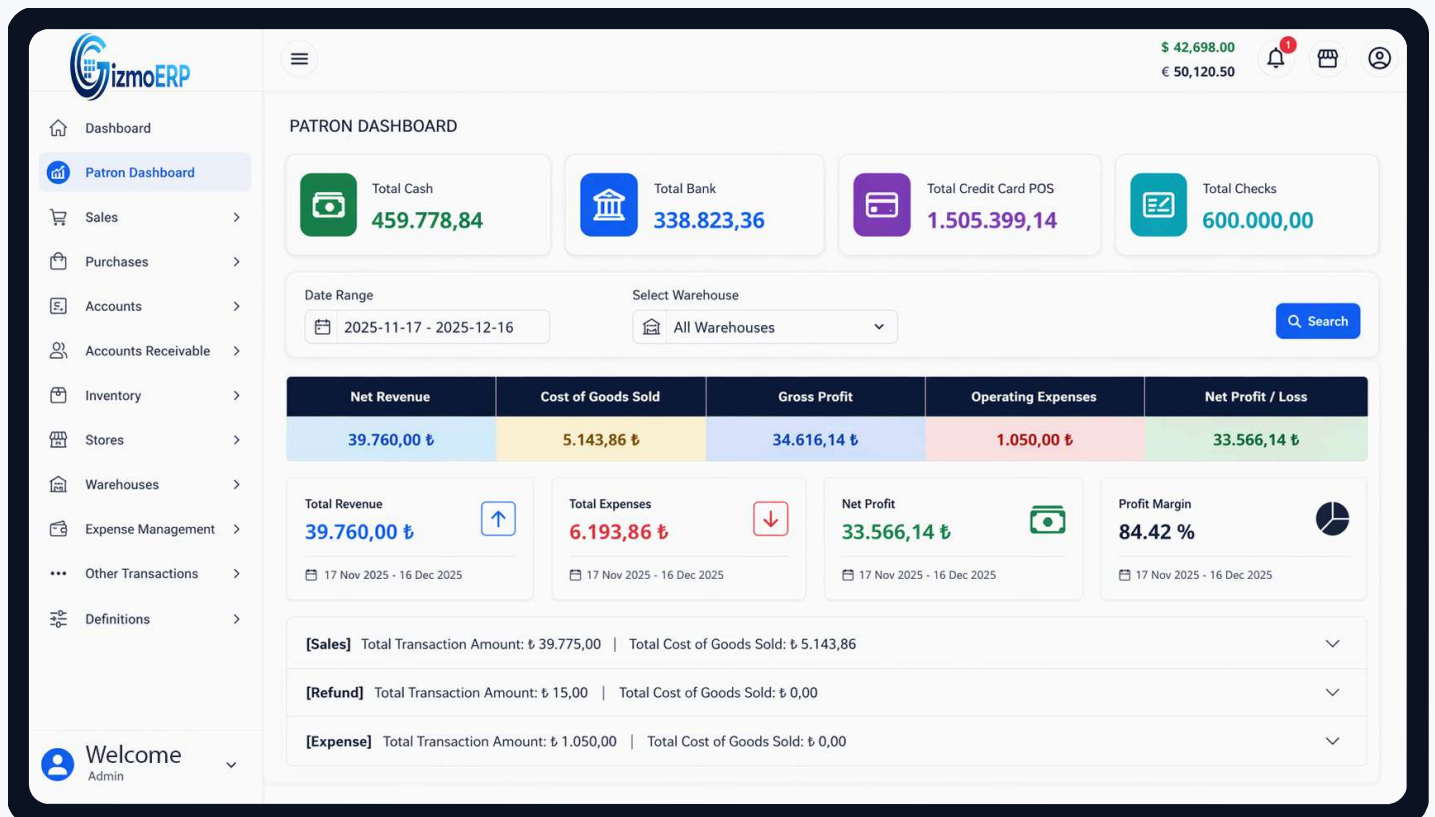 GizmoERP
$ 42,698.00
1
€ 50,120.50
Dashboard
Patron Dashboard
Sales
Purchases
Accounts
Accounts Receivable
Inventory
Stores
Warehouses
Expense Management
Other Transactions
Definitions
Welcome
Admin
PATRON DASHBOARD
Total Cash
459.778,84
Total Bank
338.823,36
Total Credit Card POS
1.505.399,14
Total Checks
600.000,00
Date Range
2025-11-17 - 2025-12-16
Select Warehouse
All Warehouses
Search
Net Revenue Cost of Goods Sold Gross Profit Operating Expenses Net Profit / Loss
39.760,00 ₺ 5.143,86 ₺ 34.616,14 ₺ 1.050,00 ₺ 33.566,14 ₺
Total Revenue
39.760,00 ₺
17 Nov 2025 - 16 Dec 2025
Total Expenses
6.193,86 ₺
17 Nov 2025 - 16 Dec 2025
Net Profit
33.566,14 ₺
17 Nov 2025 - 16 Dec 2025
Profit Margin
84.42 %
17 Nov 2025 - 16 Dec 2025
[Sales] Total Transaction Amount: ₺ 39.775,00 | Total Cost of Goods Sold: ₺ 5.143,86
[Refund] Total Transaction Amount: ₺ 15,00 | Total Cost of Goods Sold: ₺ 0,00
[Expense] Total Transaction Amount: ₺ 1.050,00 | Total Cost of Goods Sold: ₺ 0,00